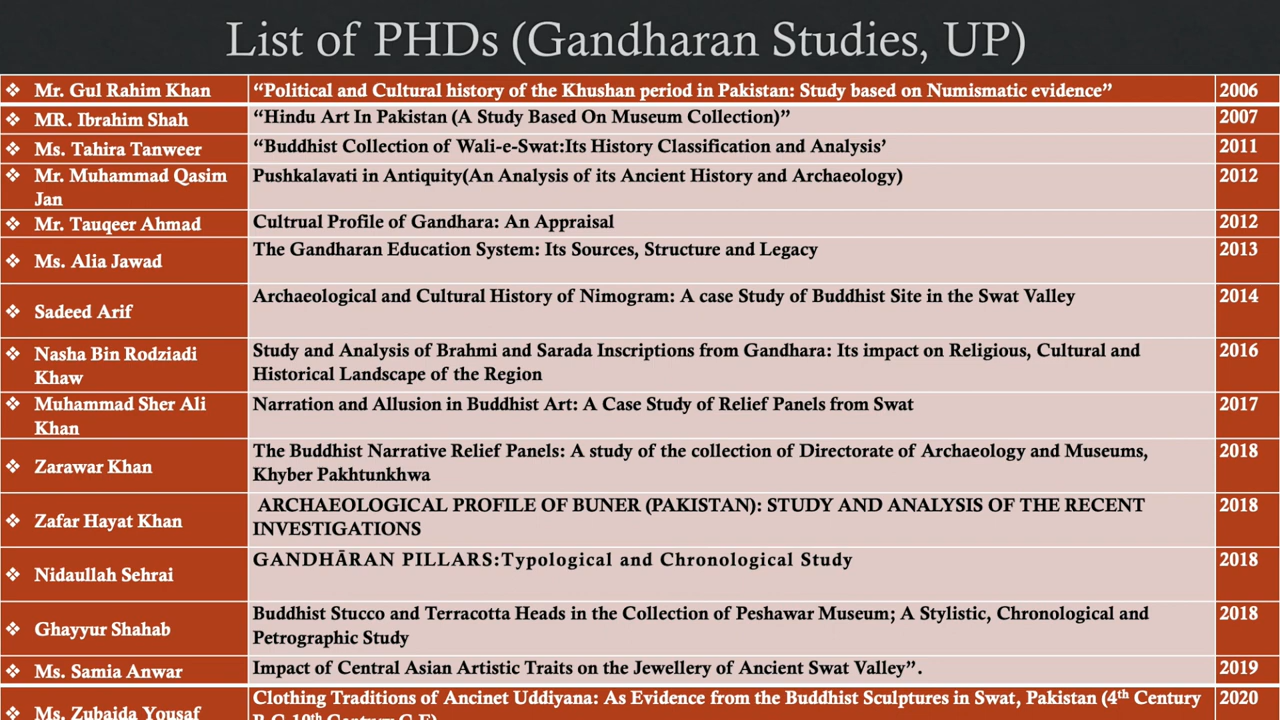 List of PHDs (Gandharan Studies, UP)
❖ Mr. Gul Rahim Khan “Political and Cultural history of the Khushan period in Pakistan: Study based on Numismatic evidence” 2006
❖ MR. Ibrahim Shah “Hindu Art In Pakistan (A Study Based On Museum Collection)” 2007
❖ Ms. Tahira Tanweer “Buddhist Collection of Wali-e-Swat:Its History Classification and Analysis’ 2011
❖ Mr. Muhammad Qasim Pushkalavati in Antiquity(An Analysis of its Ancient History and Archaeology) 2012
Jan
❖ Mr. Tauqeer Ahmad Cultrual Profile of Gandhara: An Appraisal 2012
❖ Ms. Alia Jawad The Gandharan Education System: Its Sources, Structure and Legacy 2013
❖ Sadeed Arif Archaeological and Cultural History of Nimogram: A case Study of Buddhist Site in the Swat Valley 2014
❖ Nasha Bin Rodziadi Study and Analysis of Brahmi and Sarada Inscriptions from Gandhara: Its impact on Religious, Cultural and 2016
Khaw Historical Landscape of the Region
❖ Muhammad Sher Ali Narration and Allusion in Buddhist Art: A Case Study of Relief Panels from Swat 2017
Khan
❖ Zarawar Khan The Buddhist Narrative Relief Panels: A study of the collection of Directorate of Archaeology and Museums, 2018
Khyber Pakhtunkhwa
❖ Zafar Hayat Khan ARCHAEOLOGICAL PROFILE OF BUNER (PAKISTAN): STUDY AND ANALYSIS OF THE RECENT 2018
INVESTIGATIONS
❖ Nidaullah Sehrai GANDHĀRAN PILLARS:Typological and Chronological Study 2018
❖ Ghayyur Shahab Buddhist Stucco and Terracotta Heads in the Collection of Peshawar Museum; A Stylistic, Chronological and 2018
Petrographic Study
❖ Ms. Samia Anwar Impact of Central Asian Artistic Traits on the Jewellery of Ancient Swat Valley”. 2019
❖ Ms. Zubaida Yousaf Clothing Traditions of Ancinet Uddiyana: As Evidence from the Buddhist Sculptures in Swat, Pakistan (4th Century 2020
B.C-10th Century C.E)